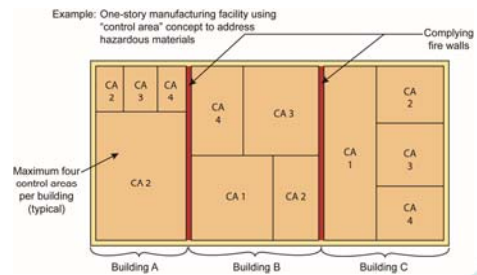 Example: One-story manufacturing facility using
"control area" concept to address
hazardous materials
Complying
fire walls
CA
2
CA
3
CA
4
CA 2
CA
4
CA 3
CA 1
CA 2
CA
1
CA
2
CA
3
CA
4
Maximum four
control areas
per building
(typical)
Building A
Building B
Building C